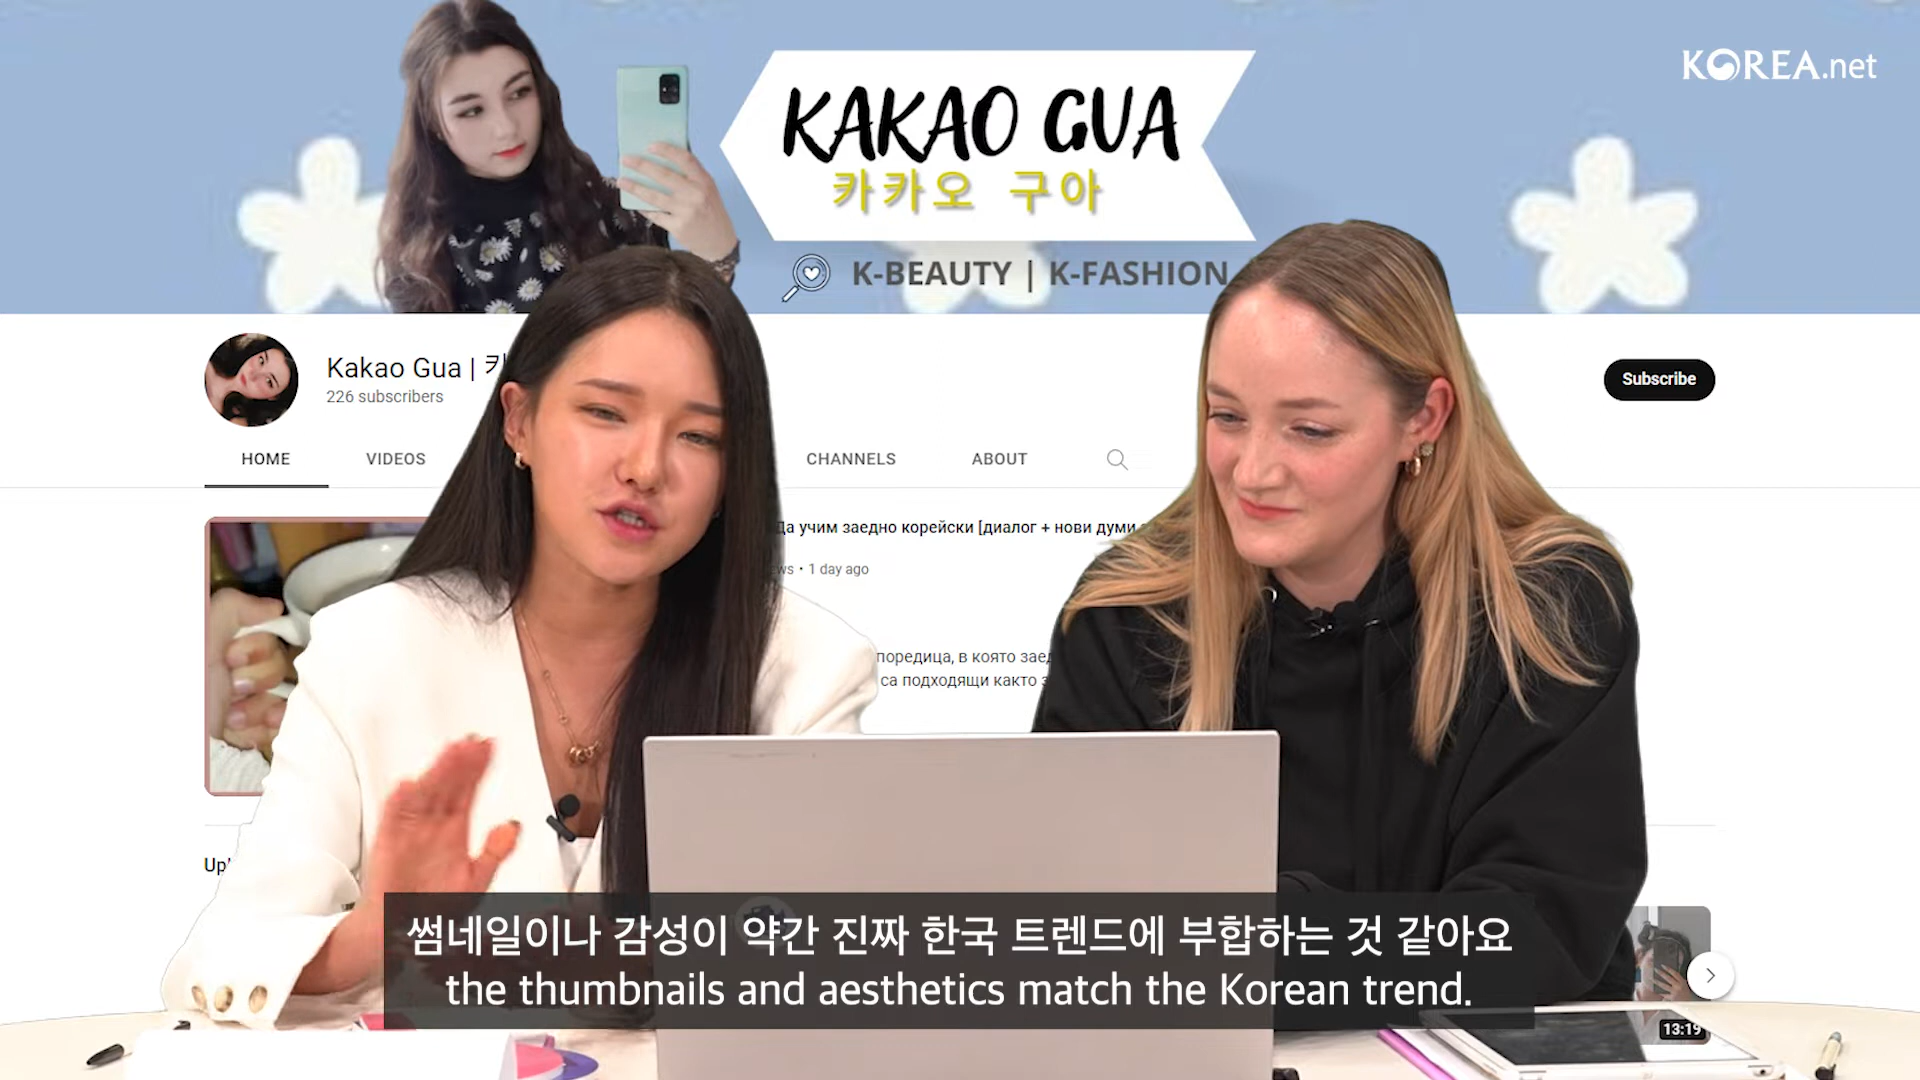 KOREA.net
KAKAO GUA
카카오 구아
K-BEAUTY | K-FASHION
Kakao Gua |
226 subscribers
Subscribe
HOME VIDEOS CHANNELS ABOUT
Да учим заедно корейски [диалог + нови думи
• 1 day ago
поредица, в която
са подходящи както
썸네일이나 감성이 약간 진짜 한국 트렌드에 부합하는 것 같아요
the thumbnails and aesthetics match the Korean trend.
13:19